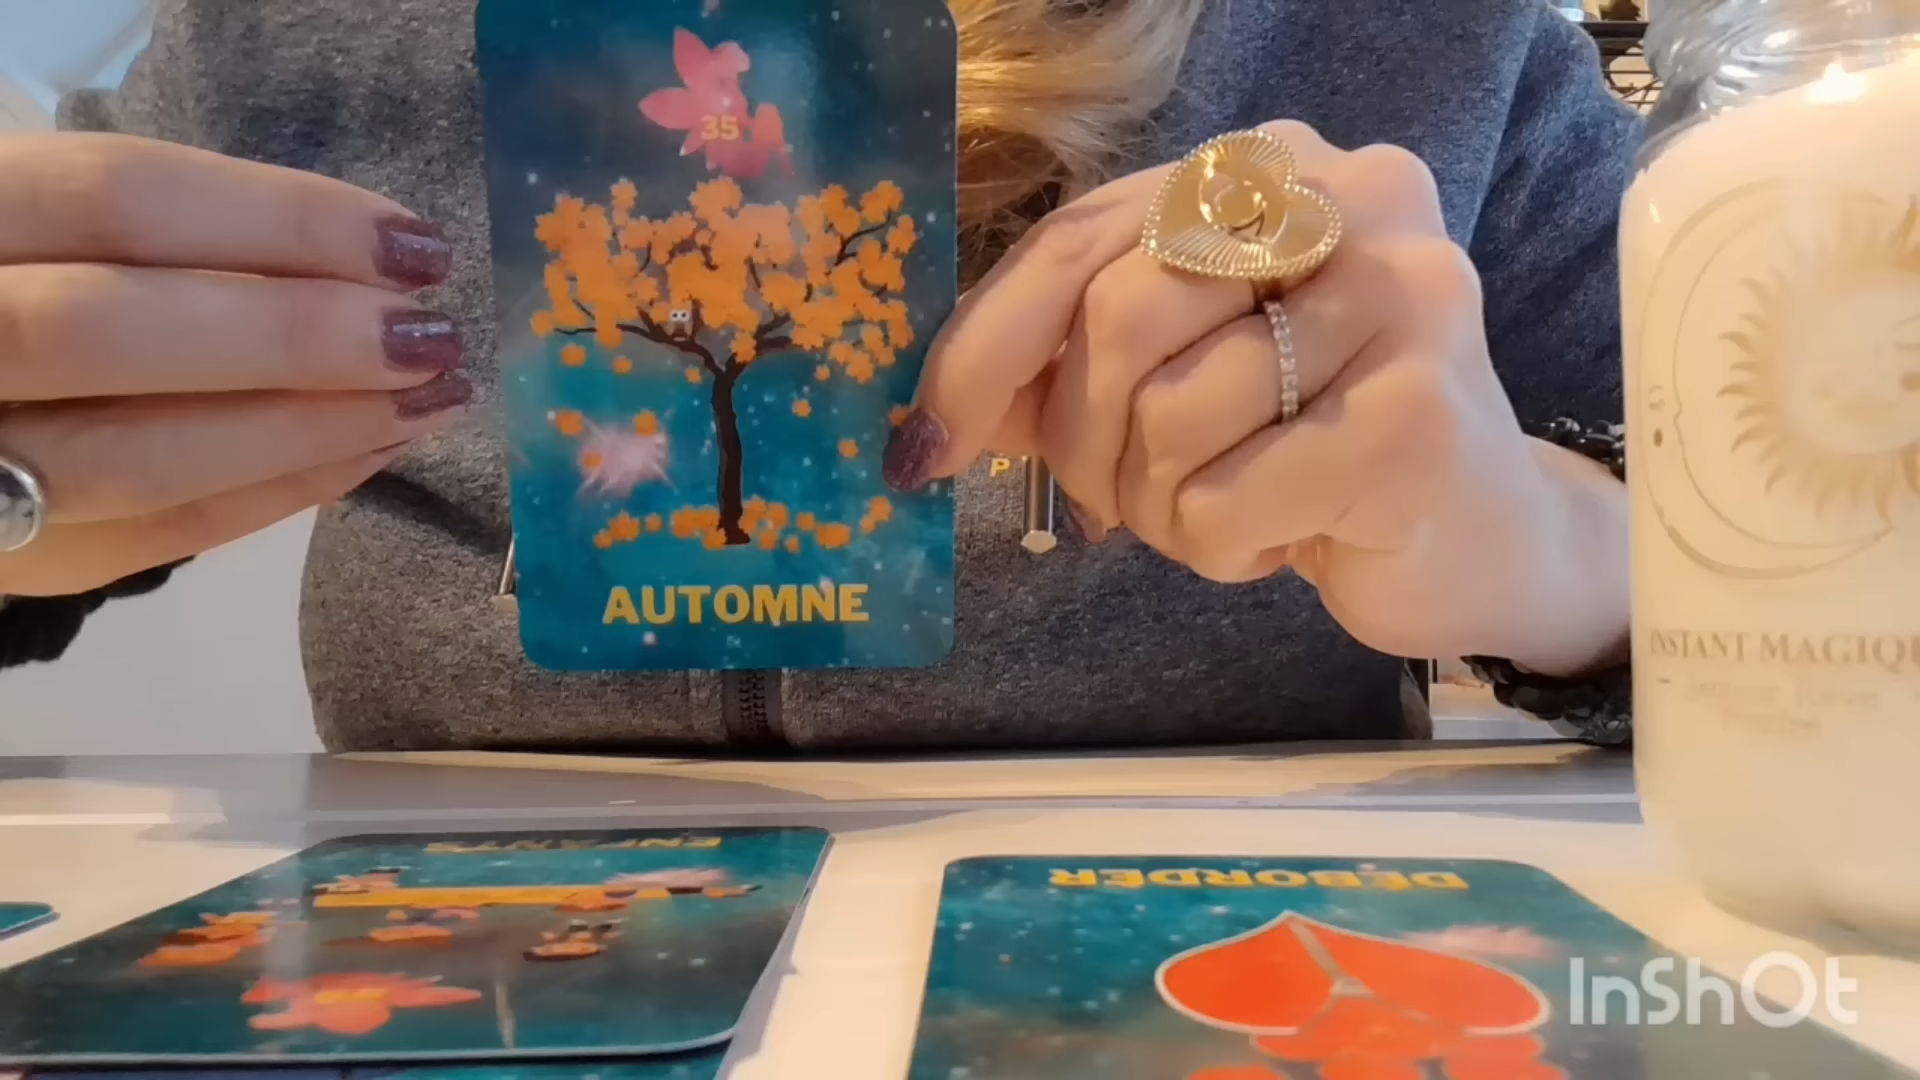 35
AUTOMNE
P
INSTANT MAGIQU
ENFANTS
DÉBORDER
InShOt